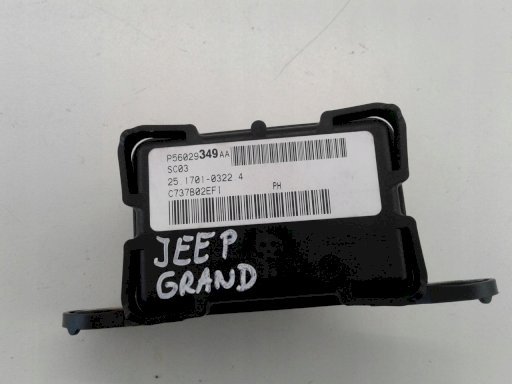 P56029349AA
SC03
25 1701-0322 4
C737B02EF1 PH
JEEP
GRAND